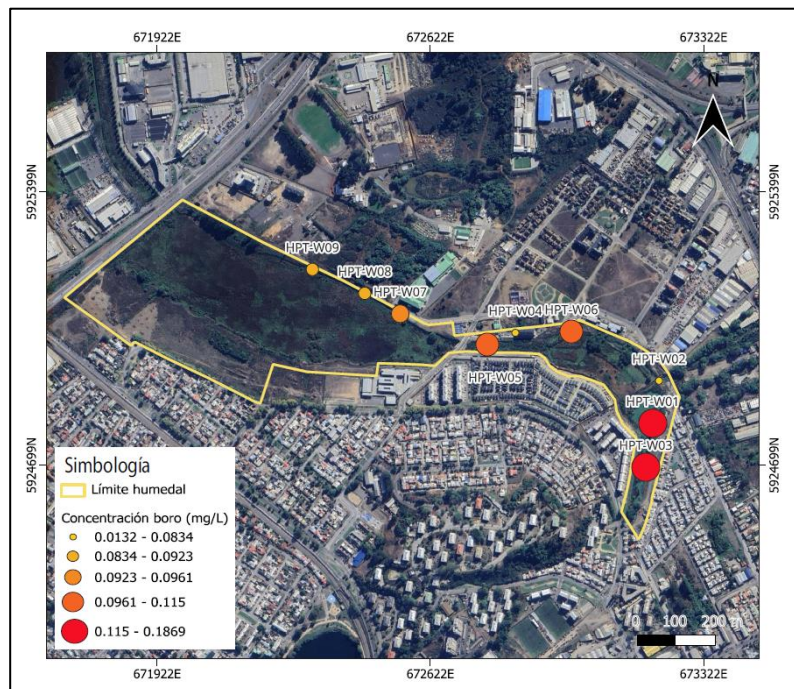 671922E
672622E
673322E
N
5925399N
5925399N
HPT-W09
HPT-W08
HPT-W07
HPT-W04
HPT-W06
HPT-W05
HPT-W02
HPT-W01
HPT-W03
5924699N
5924699N
Simbología
Límite humedal
Concentración boro (mg/L)
0.0132 - 0.0834
0.0834 - 0.0923
0.0923 - 0.0961
0.0961 - 0.115
0.115 - 0.1869
0 100 200 m
671922E
672622E
673322E